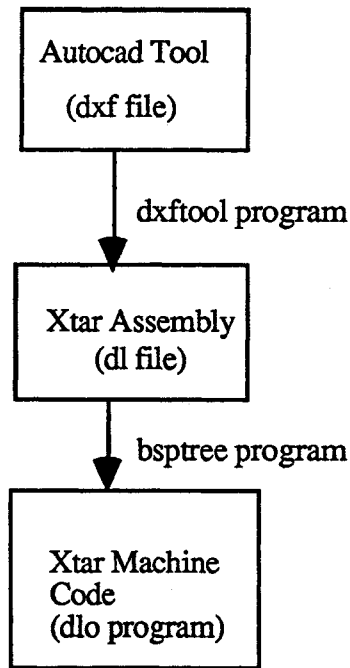 Autocad Tool
(dxf file)
dxftool program
Xtar Assembly
(dl file)
bsptree program
Xtar Machine
Code
(dlo program)